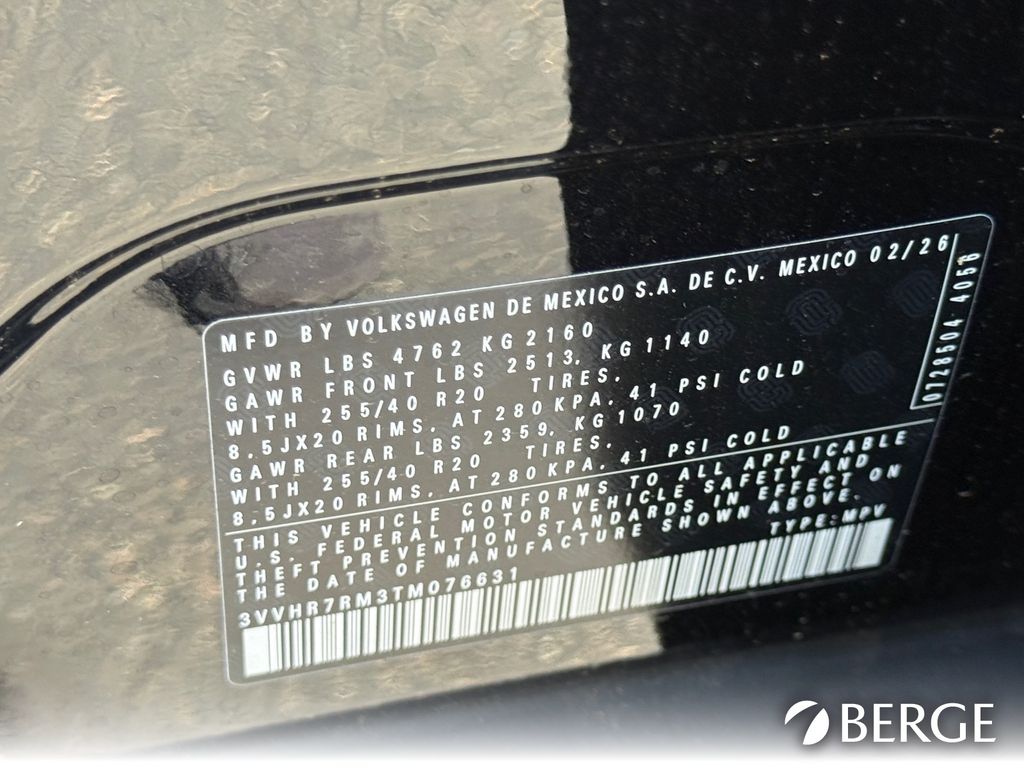 MFD BY VOLKSWAGEN DE MEXICO S.A. DE C.V. MEXICO 02/26
GVWR LBS 4762 KG 2160
GAWR FRONT LBS 2513, KG 1140
WITH 255/40 R20 TIRES,
8,5JX20 RIMS, AT 280 KPA, 41 PSI COLD
GAWR REAR LBS 2359, KG1070
WITH 255/40 R20 TIRES,
8,5JX20 RIMS, AT 280 KPA, 41 PSI COLD
0728504 4056
THIS VEHICLE CONFORMS TO ALL APPLICABLE
U.S. FEDERAL MOTOR VEHICLE SAFETY AND
THEFT PREVENTION STANDARDS IN EFFECT ON
THE DATE OF MANUFACTURE SHOWN ABOVE.
TYPE: MPV
3VVHR7RM3TM076631
BERGE